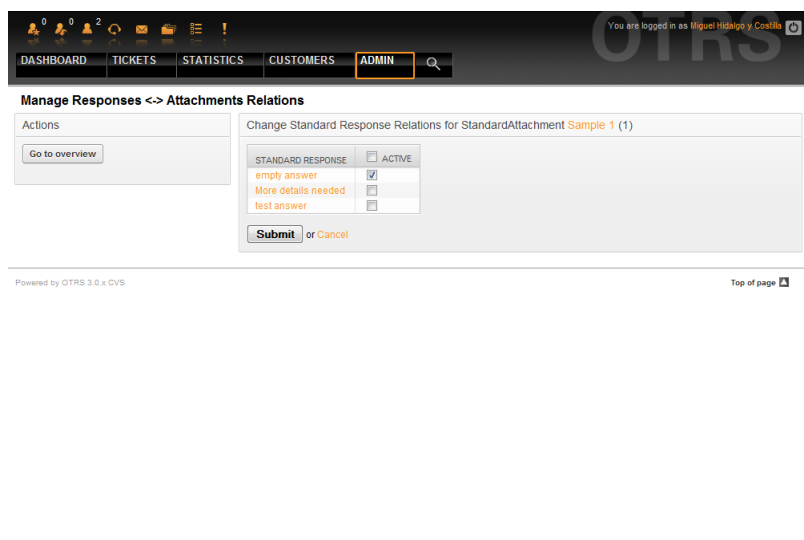 0 0 2
You are logged in as Miguel Hidalgo y Costilla
OTRS
DASHBOARD TICKETS STATISTICS CUSTOMERS ADMIN
Manage Responses <-> Attachments Relations
Actions
Go to overview
Change Standard Response Relations for StandardAttachment Sample 1 (1)
STANDARD RESPONSE ACTIVE
empty answer
More details needed
test answer
Submit or Cancel
Powered by OTRS 3.0.x CVS
Top of page